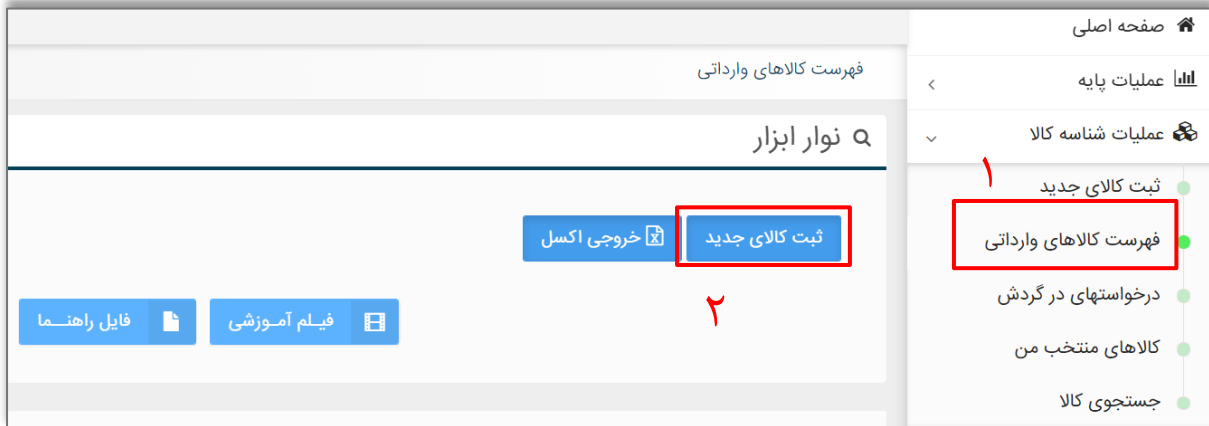 صفحه اصلی
عملیات پایه
عملیات شناسه کالا
۱
ثبت کالای جدید
فهرست کالاهای وارداتی
درخواستهای در گردش
کالاهای منتخب من
جستجوی کالا
فهرست کالاهای وارداتی
نوار ابزار
ثبت کالای جدید
خروجی اکسل
۲
فیـلم آمـوزشی
فایل راهنــما